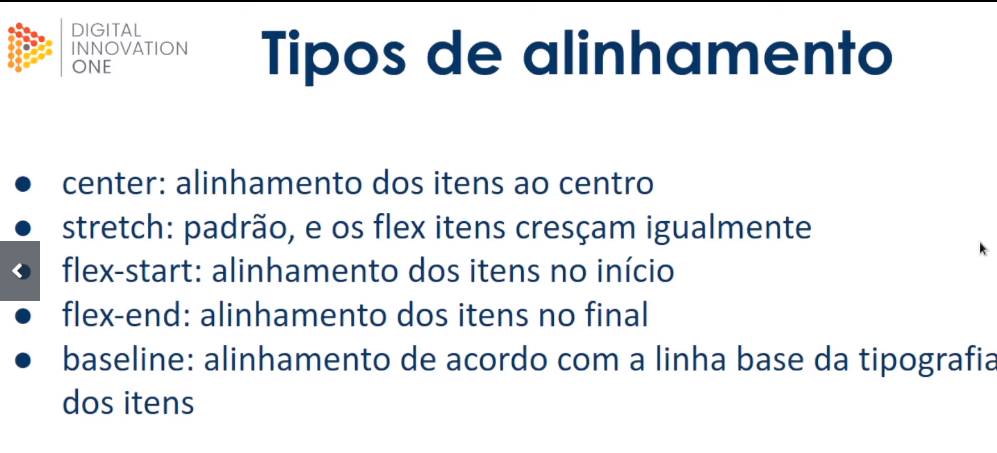 DIGITAL
INNOVATION
ONE
Tipos de alinhamento
● center: alinhamento dos itens ao centro
● stretch: padrão, e os flex itens cresçam igualmente
● flex-start: alinhamento dos itens no início
● flex-end: alinhamento dos itens no final
● baseline: alinhamento de acordo com a linha base da tipografia
dos itens